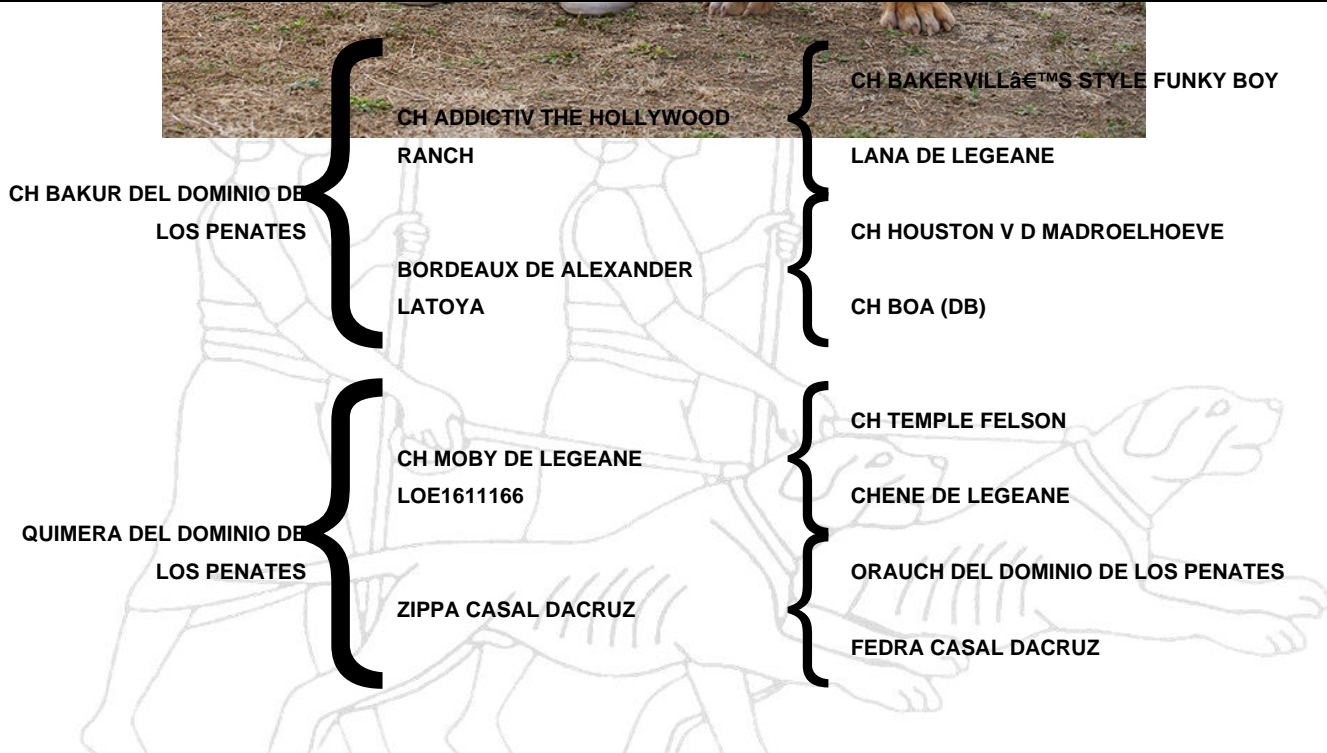 CH BAKERVILLâ€™S STYLE FUNKY BOY
CH ADDICTIV THE HOLLYWOOD
RANCH
LANA DE LEGEANE
CH BAKUR DEL DOMINIO DE
LOS PENATES
CH HOUSTON V D MADROELHOEVE
BORDEAUX DE ALEXANDER
LATOYA
CH BOA (DB)
CH TEMPLE FELSON
CH MOBY DE LEGEANE
LOE1611166
CHENE DE LEGEANE
QUIMERA DEL DOMINIO DE
LOS PENATES
ORAUCH DEL DOMINIO DE LOS PENATES
ZIPPA CASAL DACRUZ
FEDRA CASAL DACRUZ